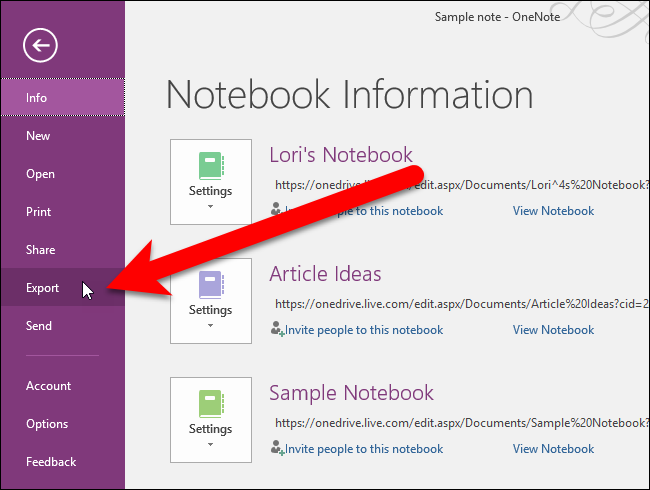 Sample note - OneNote
Info
New
Open
Print
Share
Export
Send
Account
Options
Feedback
Notebook Information
Settings
Lori's Notebook
https://onedrive.l /edit.aspx/Documents/Lori^4s%20Notebook?
Invite people to this notebook
View Notebook
Settings
Article Ideas
https://onedrive.live.com/edit.aspx/Documents/Article%20Ideas?cid=2
Invite people to this notebook
View Notebook
Settings
Sample Notebook
https://onedrive.live.com/edit.aspx/Documents/Sample%20Notebook?
Invite people to this notebook
View Notebook